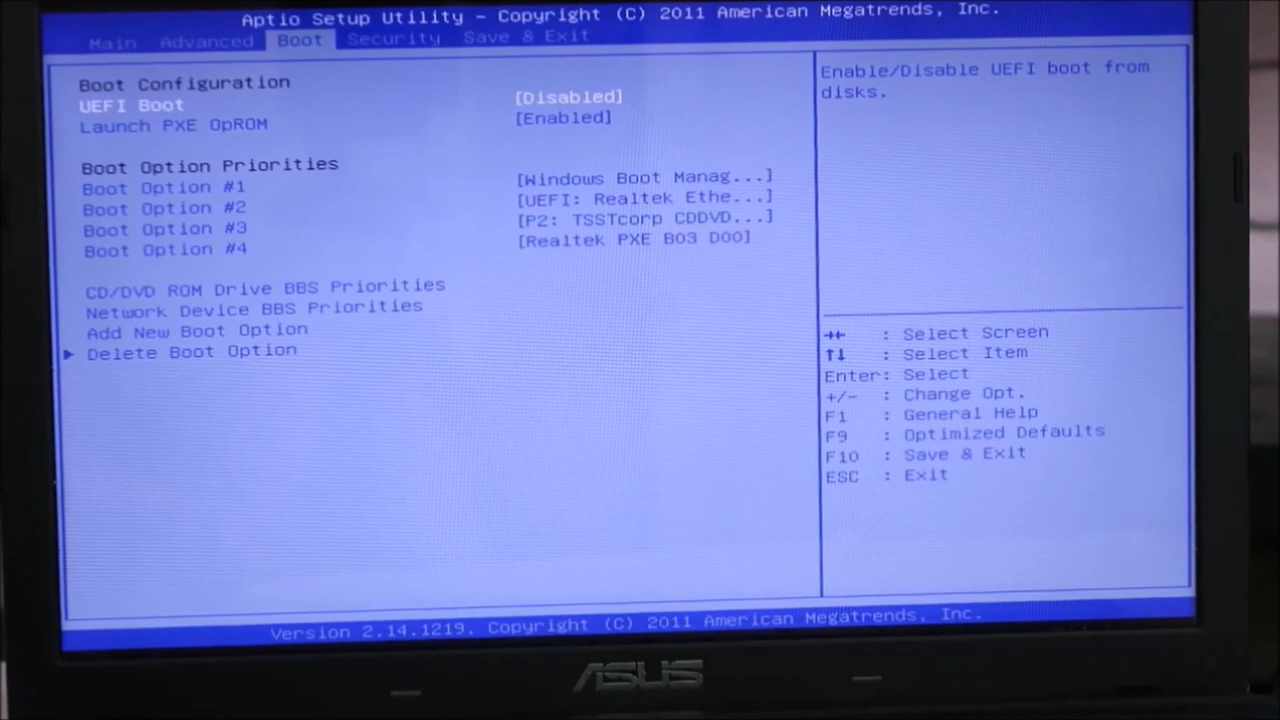 Aptio Setup Utility - Copyright (C) 2011 American Megatrends, Inc.
Main Advanced Boot Security Save & Exit
Boot Configuration
UEFI Boot [Disabled]
Launch PXE OpROM [Enabled]
Boot Option Priorities
Boot Option #1 [Windows Boot Manag...]
Boot Option #2 [UEFI: Realtek Ethe...]
Boot Option #3 [P2: TSSTcorp CDDVD...]
Boot Option #4 [Realtek PXE B03 D00]
CD/DVD ROM Drive BBS Priorities
Network Device BBS Priorities
Add New Boot Option
Delete Boot Option
Enable/Disable UEFI boot from
disks.
→← : Select Screen
↑↓ : Select Item
Enter: Select
+/- : Change Opt.
F1 : General Help
F9 : Optimized Defaults
F10 : Save & Exit
ESC : Exit
Version 2.14.1219. Copyright (C) 2011 American Megatrends, Inc.
ASUS